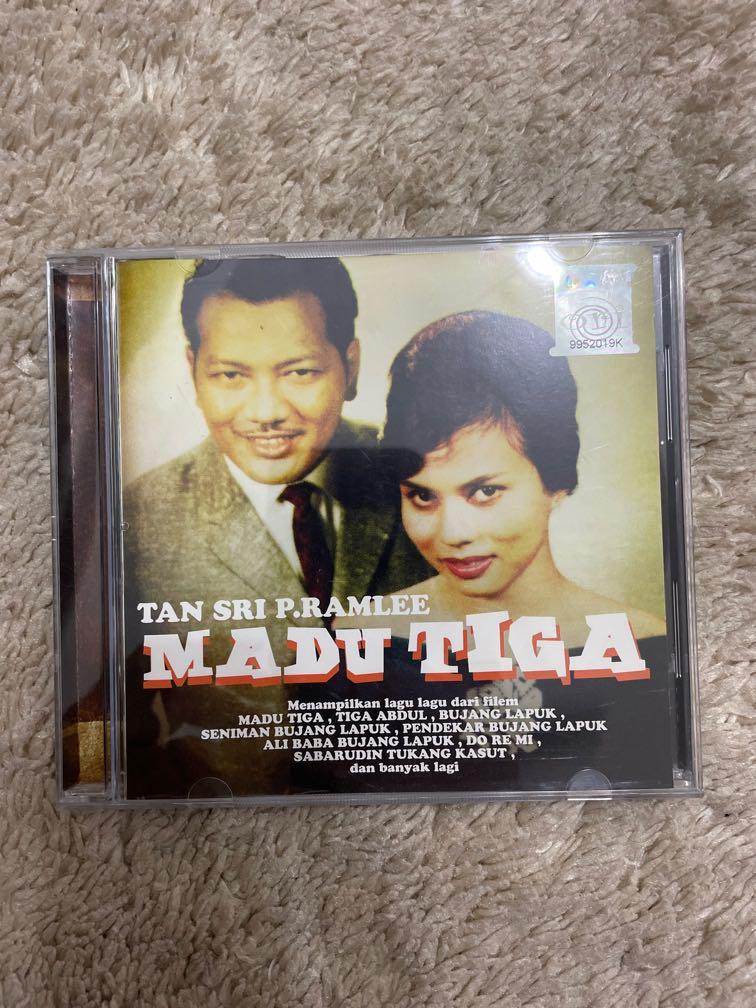 9952019K
TAN SRI P.RAMLEE
MADU TIGA
Menampilkan lagu lagu dari filem
MADU TIGA , TIGA ABDUL , BUJANG LAPUK ,
SENIMAN BUJANG LAPUK , PENDEKAR BUJANG LAPUK
ALI BABA BUJANG LAPUK , DO RE MI ,
SABARUDIN TUKANG KASUT ,
dan banyak lagi